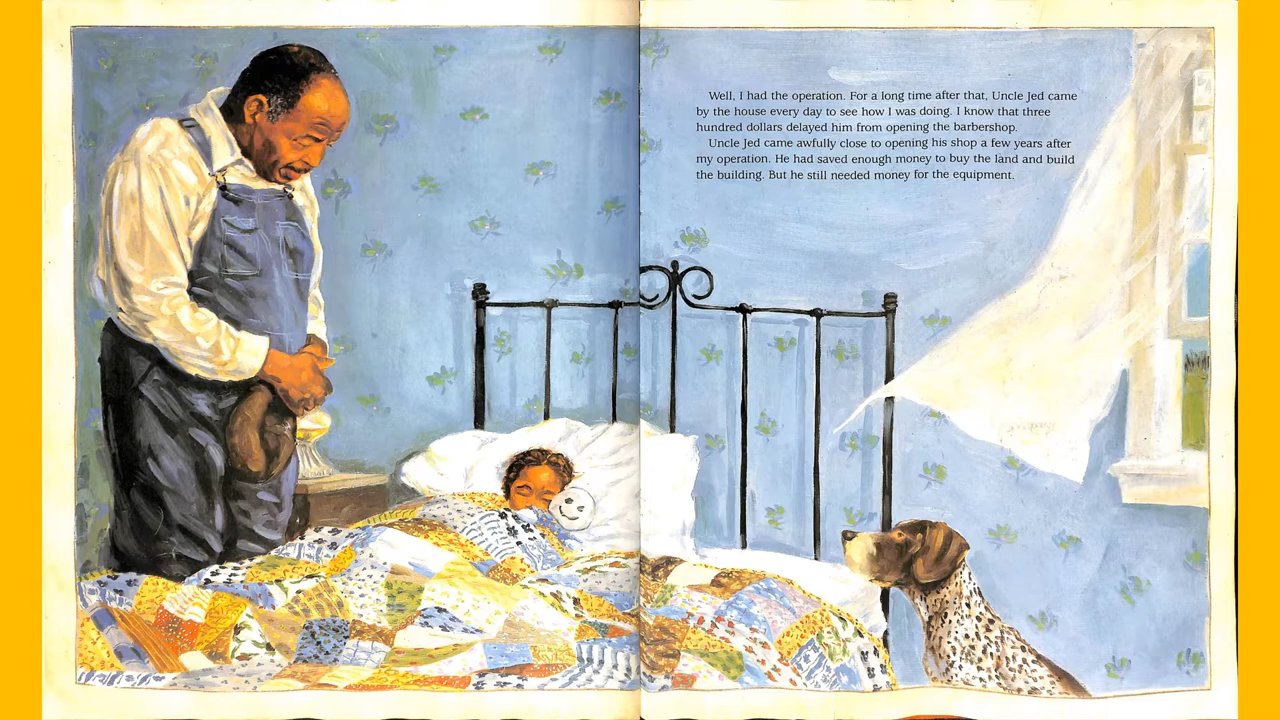 Well, I had the operation. For a long time after that, Uncle Jed came
by the house every day to see how I was doing. I know that three
hundred dollars delayed him from opening the barbershop.
Uncle Jed came awfully close to opening his shop a few years after
my operation. He had saved enough money to buy the land and build
the building. But he still needed money for the equipment.